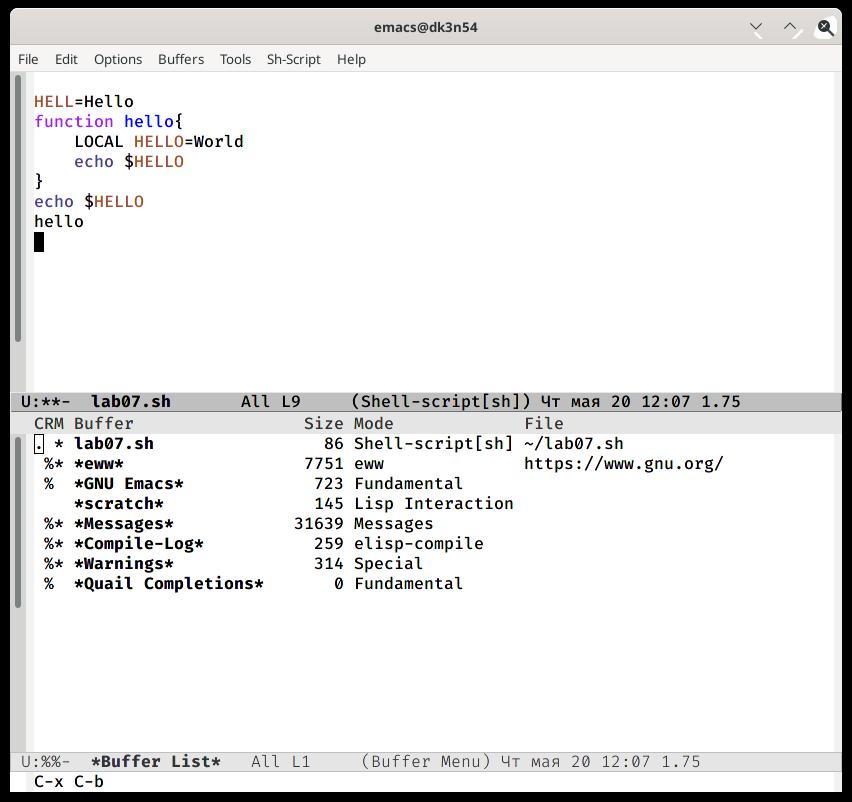 emacs@dk3n54
File Edit Options Buffers Tools Sh-Script Help
HELL=Hello
function hello{
    LOCAL HELLO=World
    echo $HELLO
}
echo $HELLO
hello
U:**-  lab07.sh       All L9     (Shell-script[sh]) Чт мая 20 12:07 1.75
CRM Buffer                 Size Mode             File
. * lab07.sh                 86 Shell-script[sh] ~/lab07.sh
 %* *eww*                  7751 eww              https://www.gnu.org/
 %  *GNU Emacs*             723 Fundamental
    *scratch*               145 Lisp Interaction
 %* *Messages*            31639 Messages
 %* *Compile-Log*           259 elisp-compile
 %* *Warnings*              314 Special
 %  *Quail Completions*       0 Fundamental
U:%%-  *Buffer List*   All L1     (Buffer Menu) Чт мая 20 12:07 1.75
C-x C-b